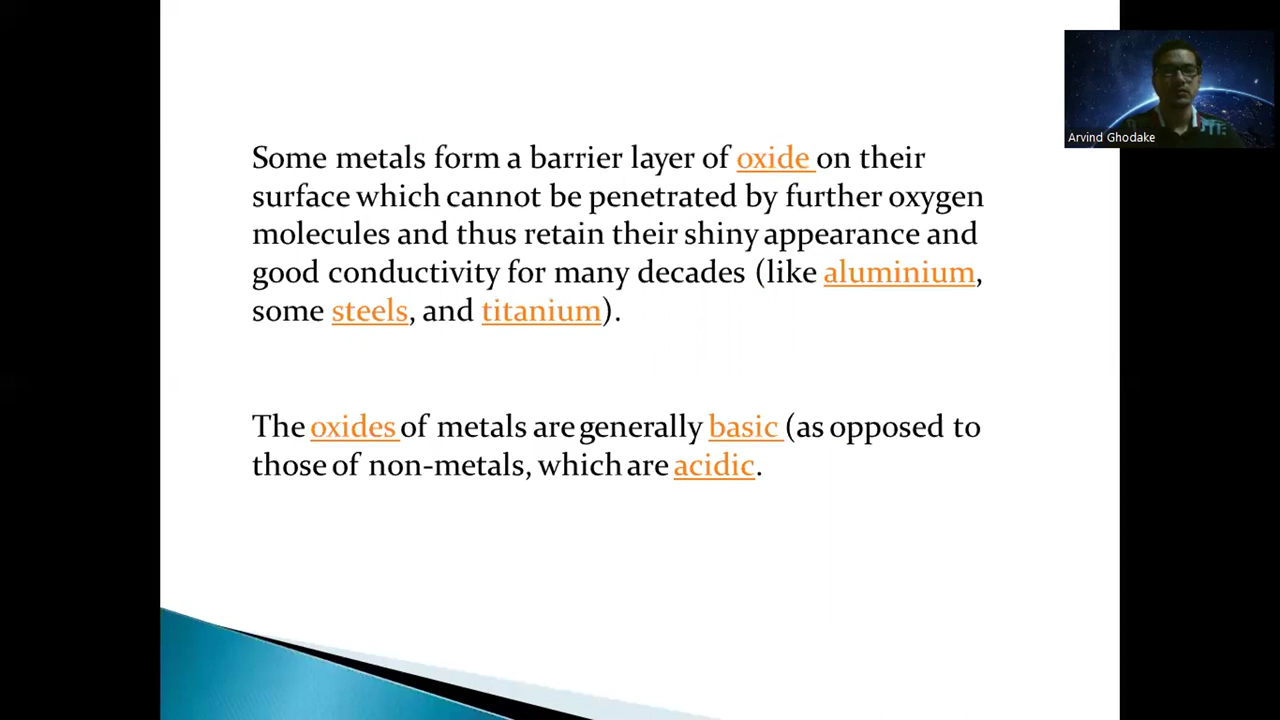 Some metals form a barrier layer of oxide on their
surface which cannot be penetrated by further oxygen
molecules and thus retain their shiny appearance and
good conductivity for many decades (like aluminium,
some steels, and titanium).
The oxides of metals are generally basic (as opposed to
those of non-metals, which are acidic.
Arvind Ghodake